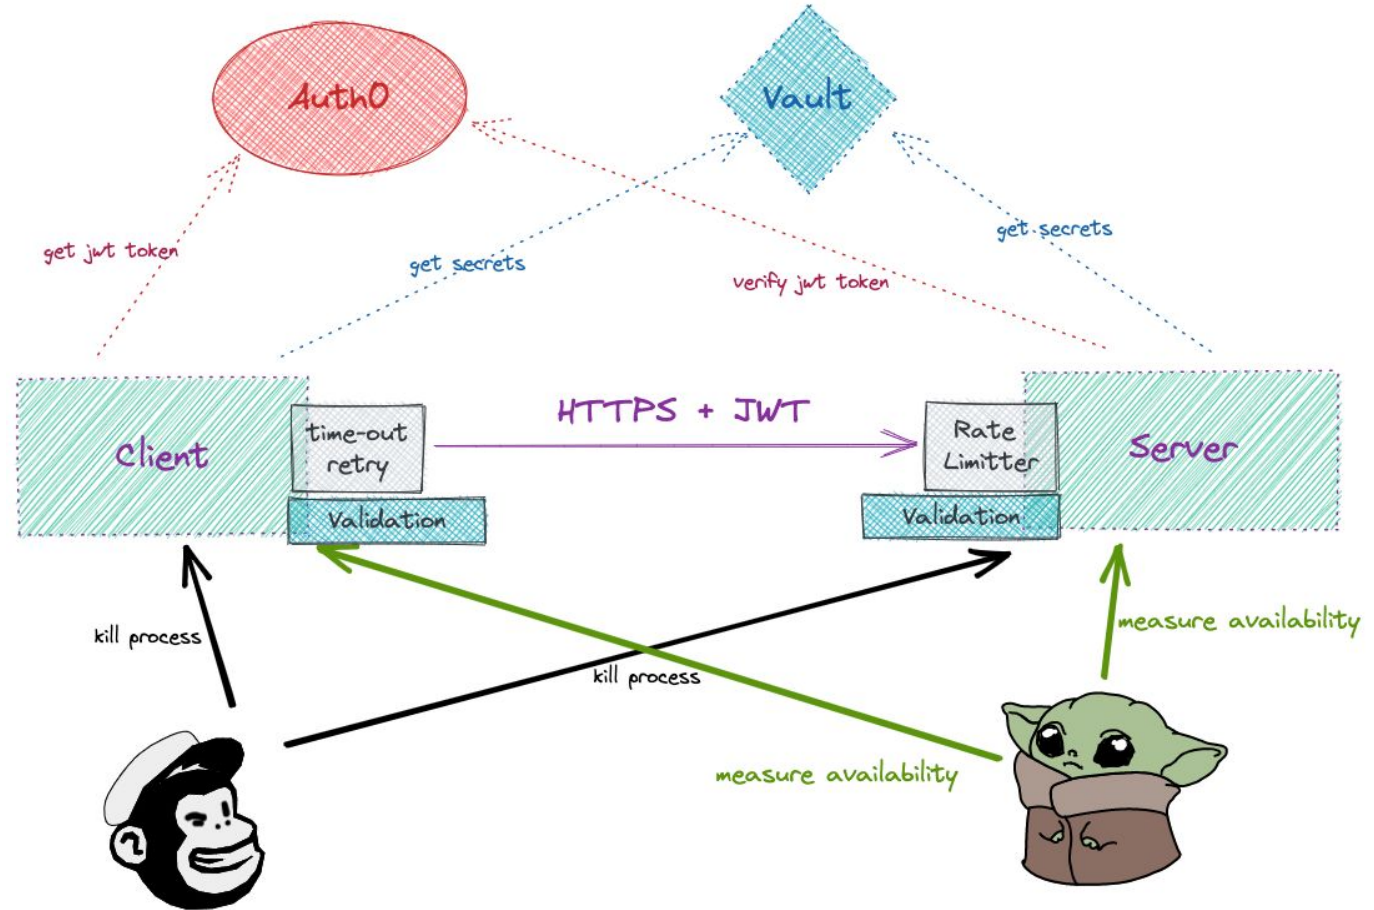 Auth0
Vault
get jwt token
get secrets
verify jwt token
get secrets
HTTPS + JWT
Client
time-out
retry
Validation
Rate
Limitter
Validation
Server
kill process
kill process
measure availability
measure availability